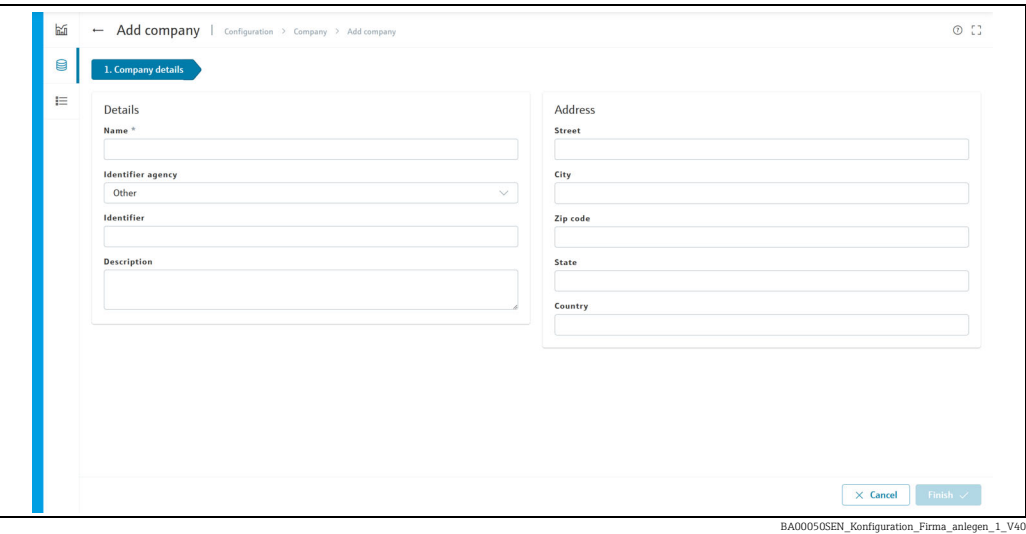 Add company | Configuration > Company > Add company
1. Company details
Details
Name *
Identifier agency
Other
Identifier
Description
Address
Street
City
Zip code
State
Country
Cancel
Finish
BA00050SEN_Konfiguration_Firma_anlegen_1_V40